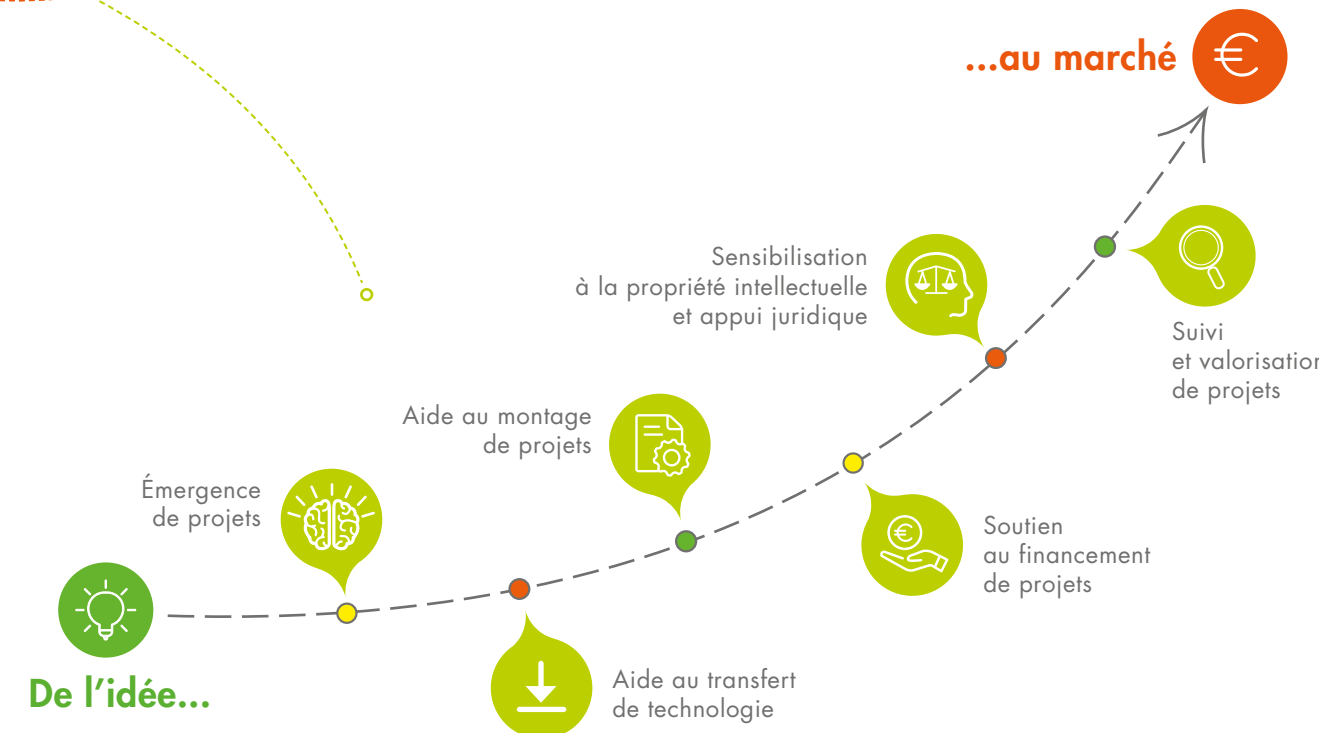 ...au marché
Sensibilisation
à la propriété intellectuelle
et appui juridique
Suivi
et valorisation
de projets
Aide au montage
de projets
Émergence
de projets
Soutien
au financement
de projets
De l’idée...
Aide au transfert
de technologie